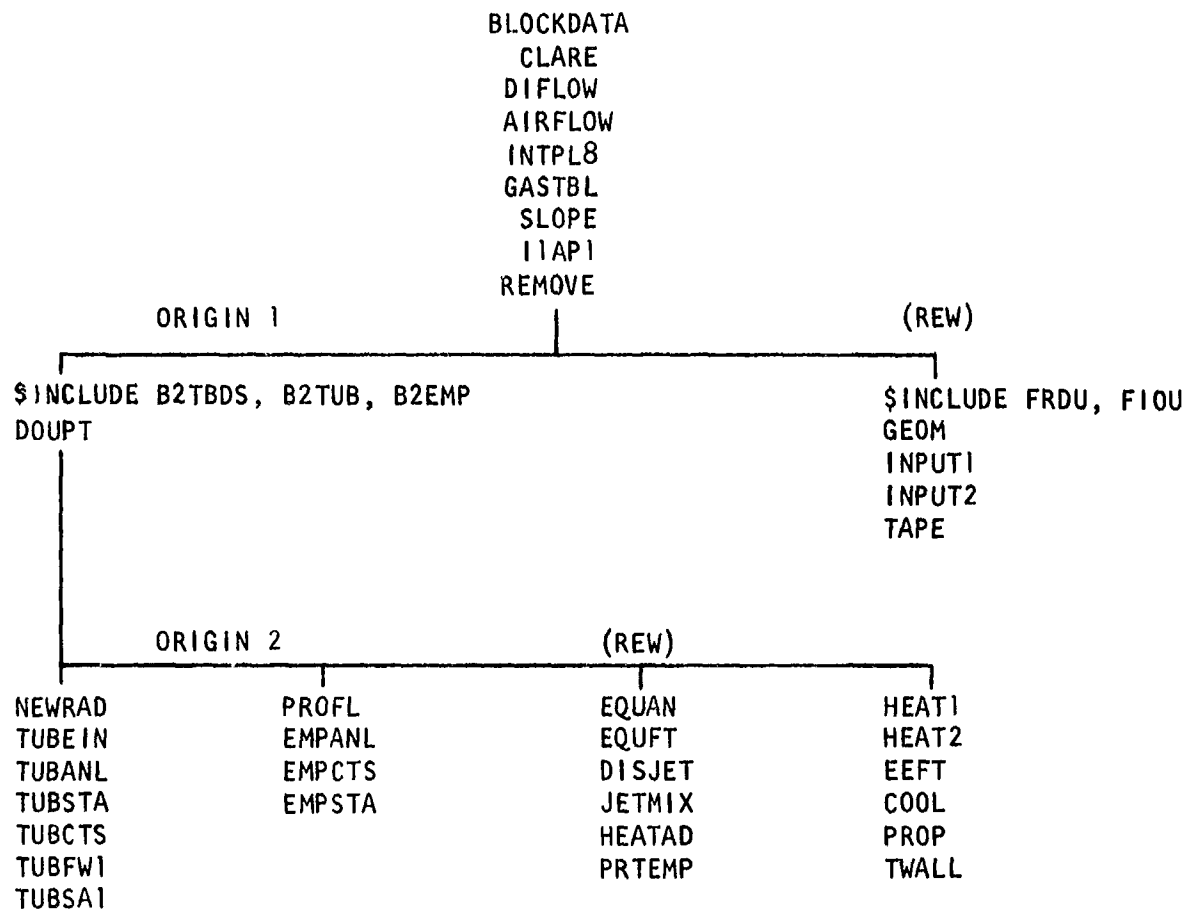 BLOCKDATA
CLARE
DIFLOW
AIRFLOW
INTPL8
GASTBL
SLOPE
I1AP1
REMOVE
ORIGIN 1
(REW)
$INCLUDE B2TBDS, B2TUB, B2EMP
DOUPT
$INCLUDE FRDU, FIOU
GEOM
INPUT1
INPUT2
TAPE
ORIGIN 2
(REW)
NEWRAD
TUBEIN
TUBANL
TUBSTA
TUBCTS
TUBFW1
TUBSA1
PROFL
EMPANL
EMPCTS
EMPSTA
EQUAN
EQUFT
DISJET
JETMIX
HEATAD
PRTEMP
HEAT1
HEAT2
EEFT
COOL
PROP
TWALL